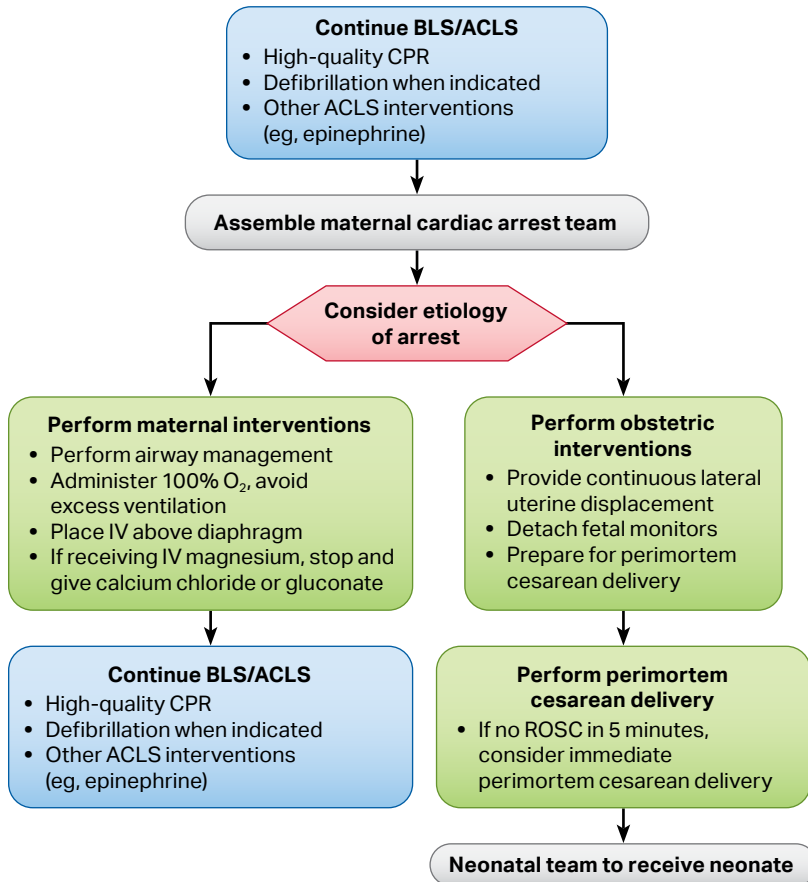 Continue BLS/ACLS
• High-quality CPR
• Defibrillation when indicated
• Other ACLS interventions
(eg, epinephrine)
Assemble maternal cardiac arrest team
Consider etiology
of arrest
Perform maternal interventions
• Perform airway management
• Administer 100% O₂, avoid
excess ventilation
• Place IV above diaphragm
• If receiving IV magnesium, stop and
give calcium chloride or gluconate
Continue BLS/ACLS
• High-quality CPR
• Defibrillation when indicated
• Other ACLS interventions
(eg, epinephrine)
Perform obstetric
interventions
• Provide continuous lateral
uterine displacement
• Detach fetal monitors
• Prepare for perimortem
cesarean delivery
Perform perimortem
cesarean delivery
• If no ROSC in 5 minutes,
consider immediate
perimortem cesarean delivery
Neonatal team to receive neonate